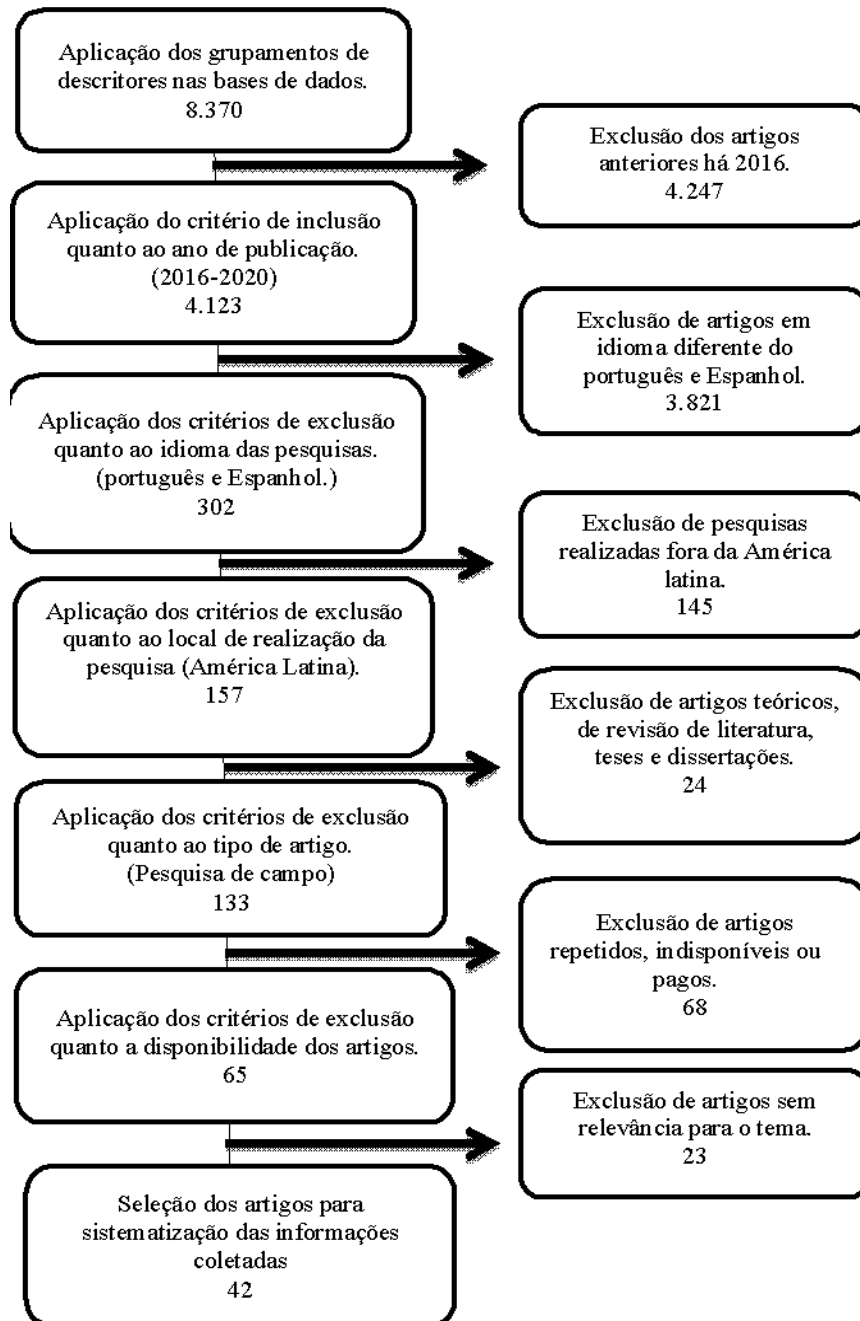 Aplicação dos grupamentos de
descritores nas bases de dados.
8.370
Exclusão dos artigos
anteriores há 2016.
4.247
Aplicação do critério de inclusão
quanto ao ano de publicação.
(2016-2020)
4.123
Exclusão de artigos em
idioma diferente do
português e Espanhol.
3.821
Aplicação dos critérios de exclusão
quanto ao idioma das pesquisas.
(português e Espanhol.)
302
Exclusão de pesquisas
realizadas fora da América
latina.
145
Aplicação dos critérios de exclusão
quanto ao local de realização da
pesquisa (América Latina).
157
Exclusão de artigos teóricos,
de revisão de literatura,
teses e dissertações.
24
Aplicação dos critérios de exclusão
quanto ao tipo de artigo.
(Pesquisa de campo)
133
Exclusão de artigos
repetidos, indisponíveis ou
pagos.
68
Aplicação dos critérios de exclusão
quanto a disponibilidade dos artigos.
65
Exclusão de artigos sem
relevância para o tema.
23
Seleção dos artigos para
sistematização das informações
coletadas
42